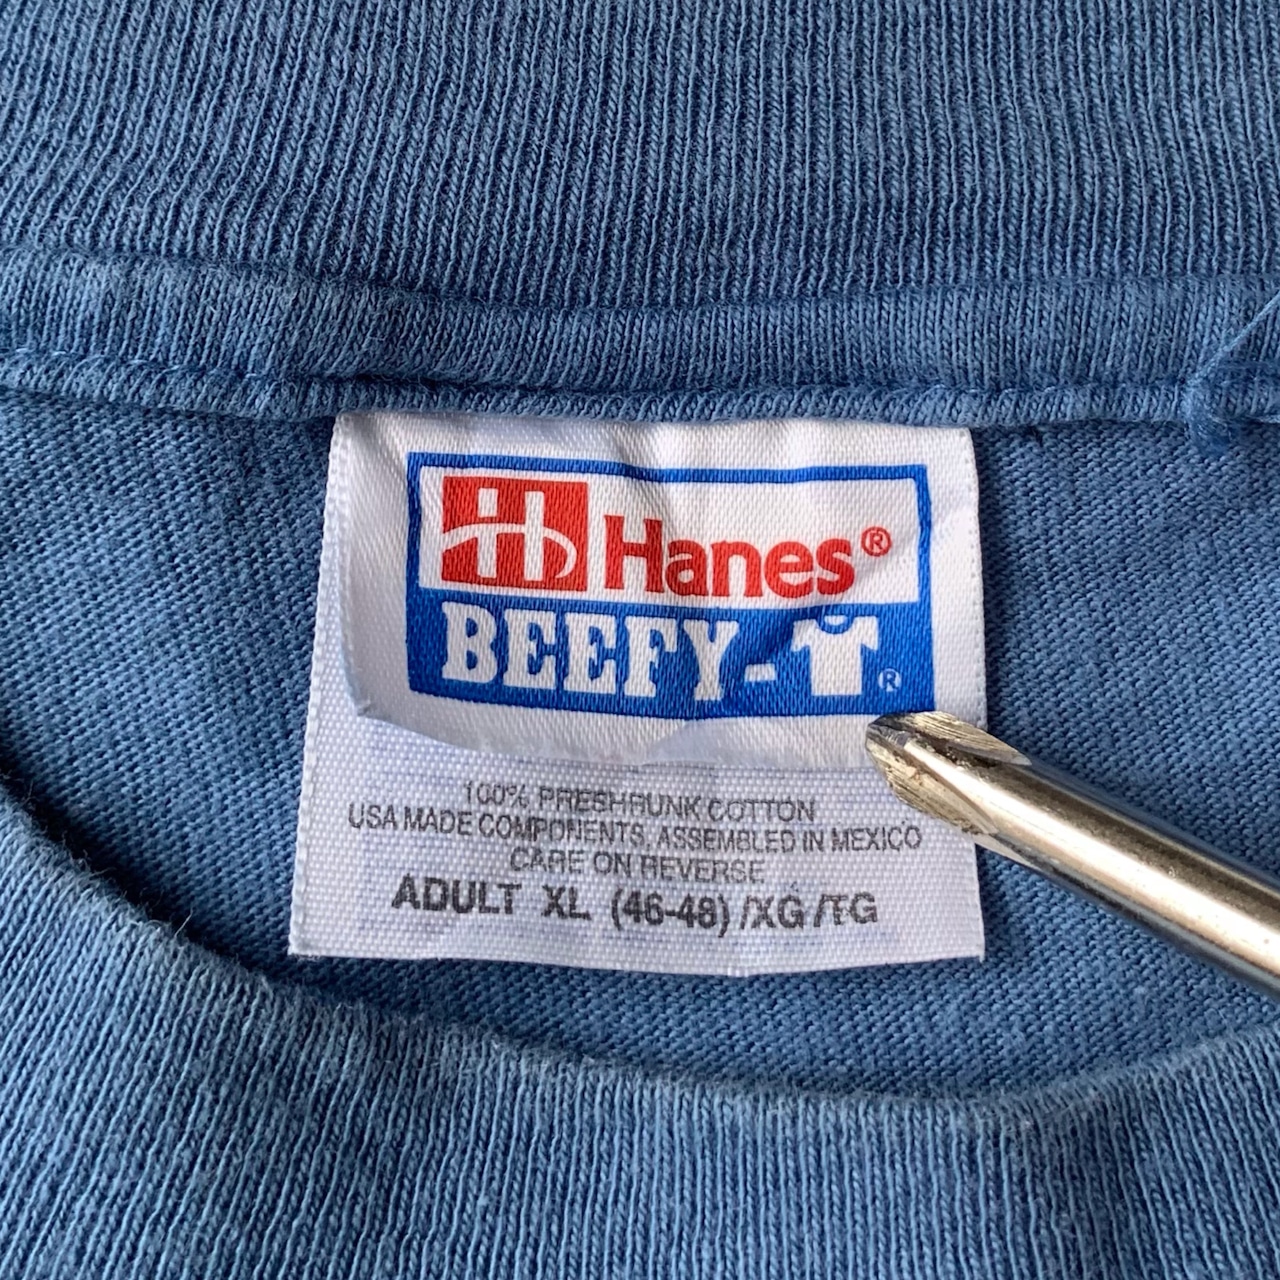 H Hanes®
BEEFY-T®
100% PRESHRUNK COTTON
USA MADE COMPONENTS, ASSEMBLED IN MEXICO
CARE ON REVERSE
ADULT XL (46-48) /XG /TG